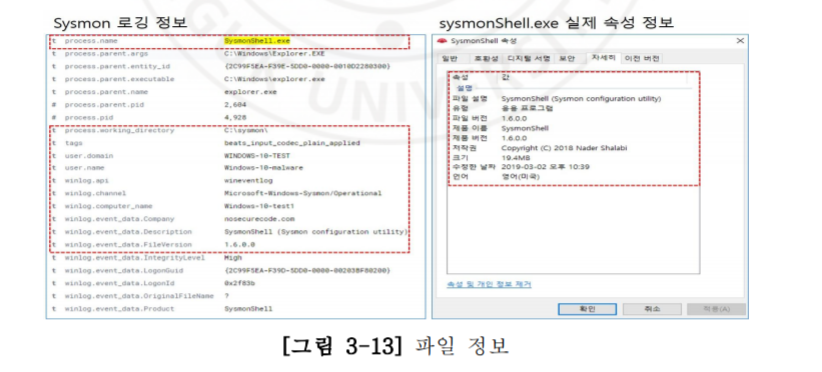 Sysmon 로깅 정보
t process.name SysmonShell.exe
t process.parent.args C:\Windows\Explorer.EXE
t process.parent.entity_id {2C99F5EA-F39E-5DD0-0000-0010D2280300}
t process.parent.executable C:\Windows\explorer.exe
t process.parent.name explorer.exe
# process.parent.pid 2,604
# process.pid 4,928
t process.working_directory C:\sysmon\
t tags beats_input_codec_plain_applied
t user.domain WINDOWS-10-TEST
t user.name Windows-10-malware
t winlog.api wineventlog
t winlog.channel Microsoft-Windows-Sysmon/Operational
t winlog.computer_name Windows-10-test1
t winlog.event_data.Company nosecurecode.com
t winlog.event_data.Description SysmonShell (Sysmon configuration utility)
t winlog.event_data.FileVersion 1.6.0.0
t winlog.event_data.IntegrityLevel High
t winlog.event_data.LogonGuid {2C99F5EA-F39D-5DD0-0000-002038F80200}
t winlog.event_data.LogonId 0x2f83b
t winlog.event_data.OriginalFileName ?
t winlog.event_data.Product SysmonShell
sysmonShell.exe 실제 속성 정보
SysmonShell 속성
일반 호환성 디지털 서명 보안 자세히 이전 버전
속성 값
설명
파일 설명 SysmonShell (Sysmon configuration utility)
유형 응용 프로그램
파일 버전 1.6.0.0
제품 이름 SysmonShell
제품 버전 1.6.0.0
저작권 Copyright (C) 2018 Nader Shalabi
크기 19.4MB
수정한 날짜 2019-03-02 오후 10:39
언어 영어(미국)
속성 및 개인 정보 제거
확인 취소 적용(A)
[그림 3-13] 파일 정보